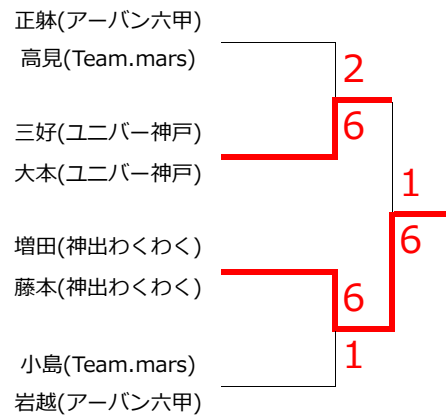 正躰(アーバン六甲)
高見(Team.mars)
2
6
三好(ユニバー神戸)
大本(ユニバー神戸)
1
6
増田(神出わくわく)
藤本(神出わくわく)
6
1
小島(Team.mars)
岩越(アーバン六甲)